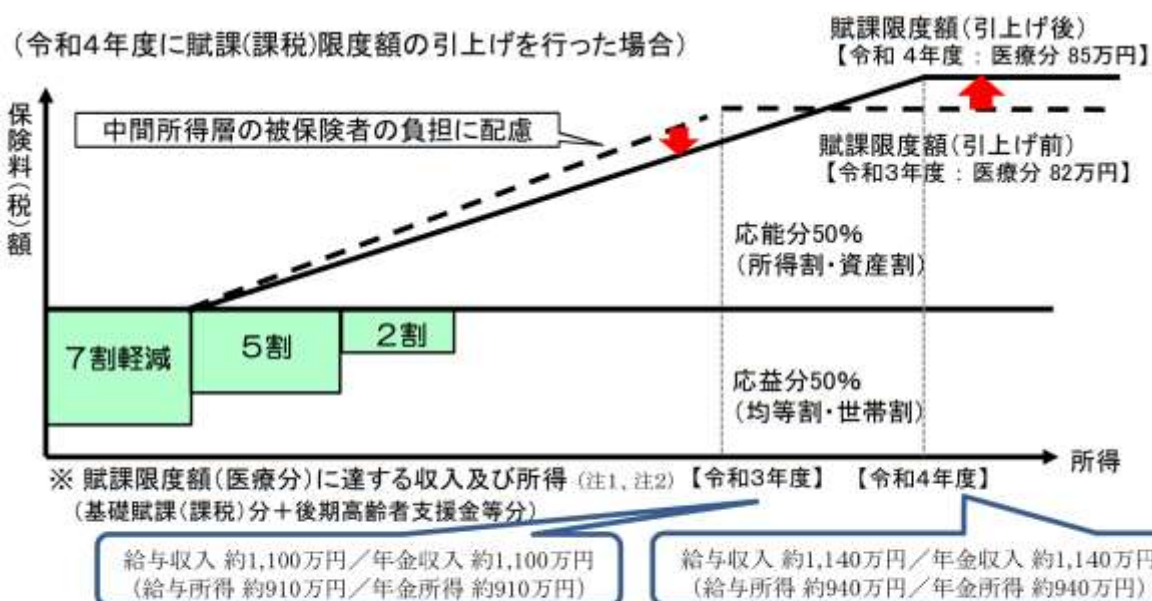 (令和4年度に賦課(課税)限度額の引上げを行った場合)
賦課限度額(引上げ後)
【令和 4年度 : 医療分 85万円】
保険料(税)額
中間所得層の被保険者の負担に配慮
賦課限度額(引上げ前)
【令和3年度 : 医療分 82万円】
応能分50%
(所得割・資産割)
7割軽減
5割
2割
応益分50%
(均等割・世帯割)
所得
※ 賦課限度額(医療分)に達する収入及び所得 (注1、注2) 【令和3年度】 【令和4年度】
(基礎賦課(課税)分+後期高齢者支援金等分)
給与収入 約1,100万円/年金収入 約1,100万円
(給与所得 約910万円/年金所得 約910万円)
給与収入 約1,140万円/年金収入 約1,140万円
(給与所得 約940万円/年金所得 約940万円)